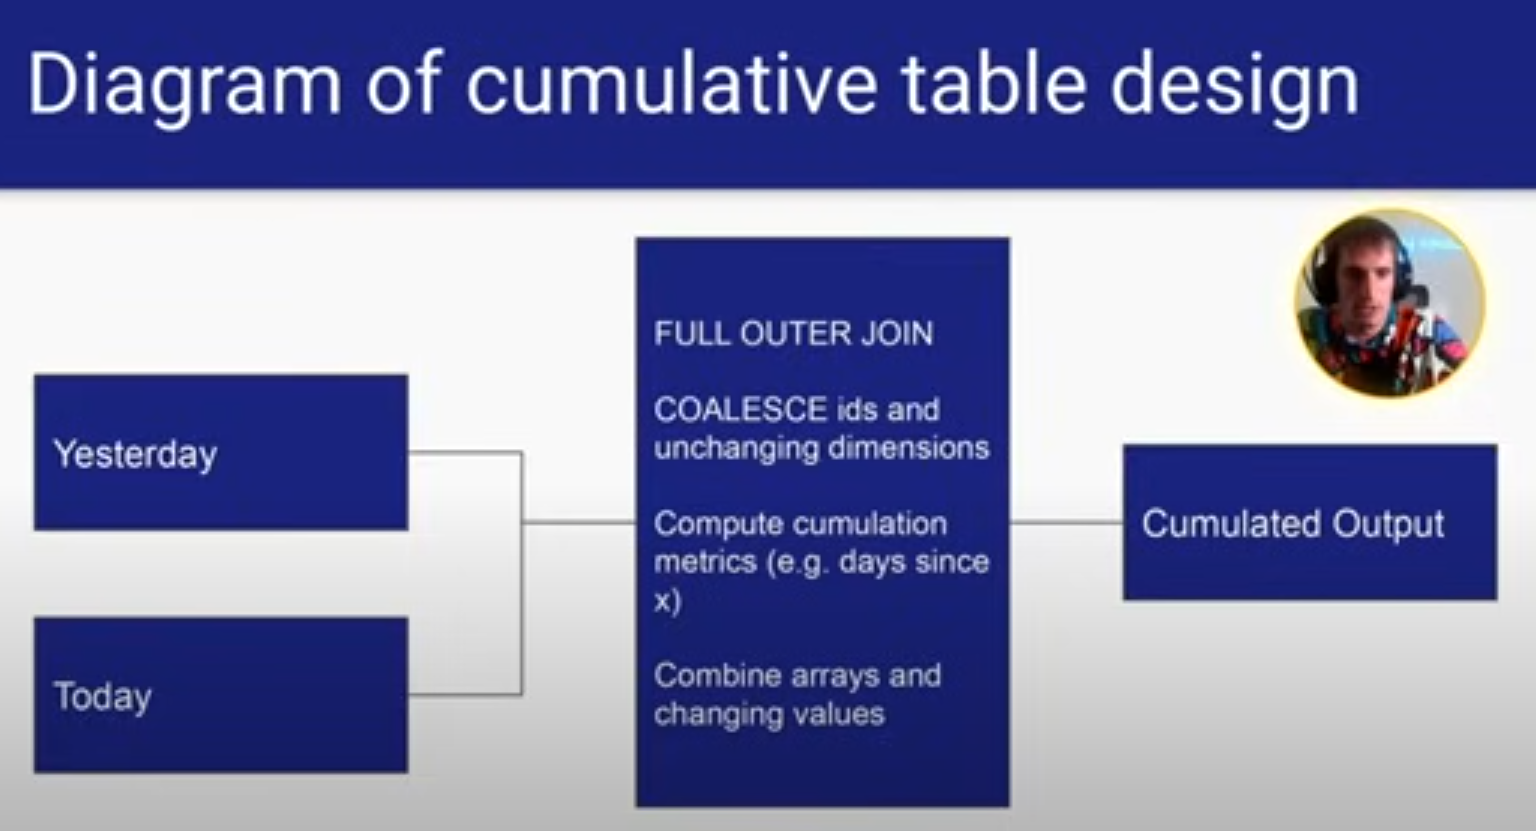 Diagram of cumulative table design
Yesterday
Today
FULL OUTER JOIN
COALESCE ids and
unchanging dimensions
Compute cumulation
metrics (e.g. days since
x)
Combine arrays and
changing values
Cumulated Output